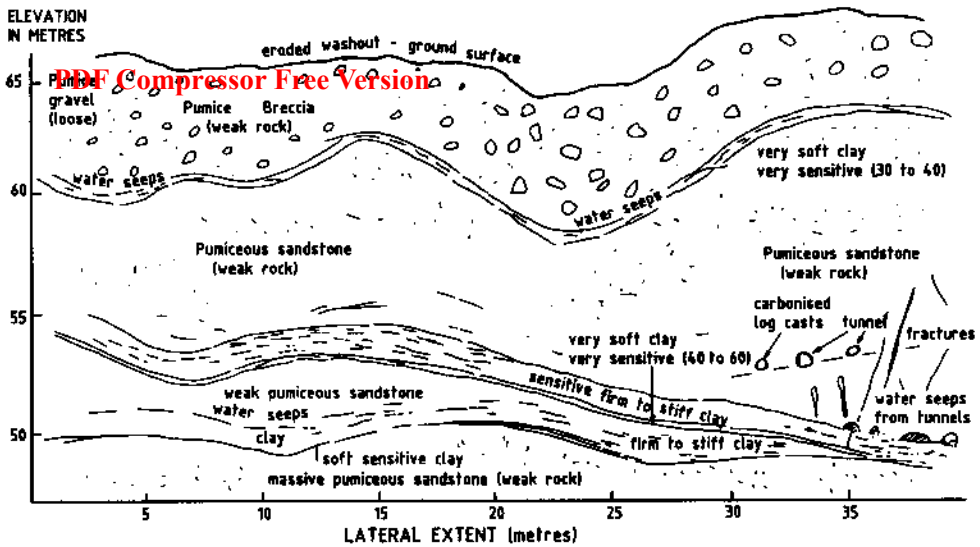 ELEVATION
IN METRES
eroded washout - ground surface
65
PDF Compressor Free Version
Pumice
gravel
(loose)
Pumice Breccia
(weak rock)
water seeps
60
water seeps
very soft clay
very sensitive (30 to 40)
Pumiceous sandstone
(weak rock)
Pumiceous sandstone
(weak rock)
55
carbonised
log casts
tunnel
fractures
very soft clay
very sensitive (40 to 60)
sensitive firm to stiff clay
weak pumiceous sandstone
water seeps
water seeps
from tunnels
50
clay
firm to stiff clay
soft sensitive clay
massive pumiceous sandstone (weak rock)
5 10 15 20 25 30 35
LATERAL EXTENT (metres)